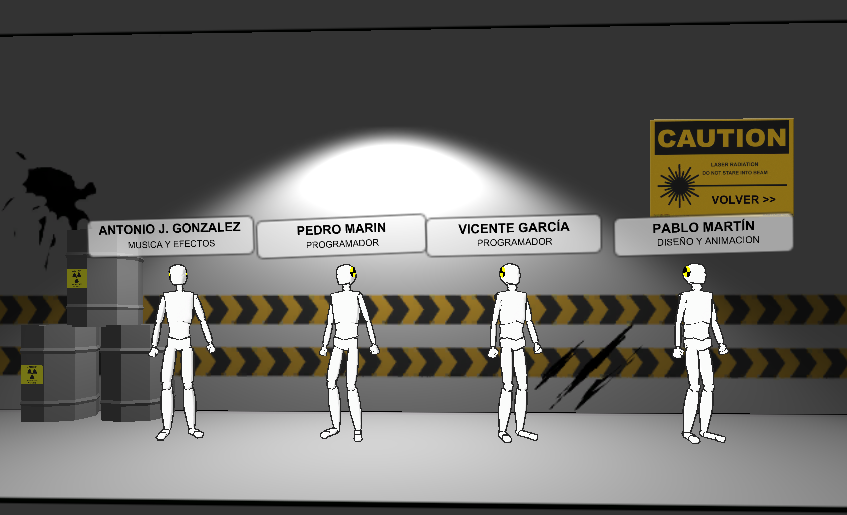 CAUTION
LASER RADIATION
DO NOT STARE INTO BEAM
VOLVER >>
ANTONIO J. GONZALEZ
MUSICA Y EFECTOS
PEDRO MARIN
PROGRAMADOR
VICENTE GARCÍA
PROGRAMADOR
PABLO MARTÍN
DISEÑO Y ANIMACION